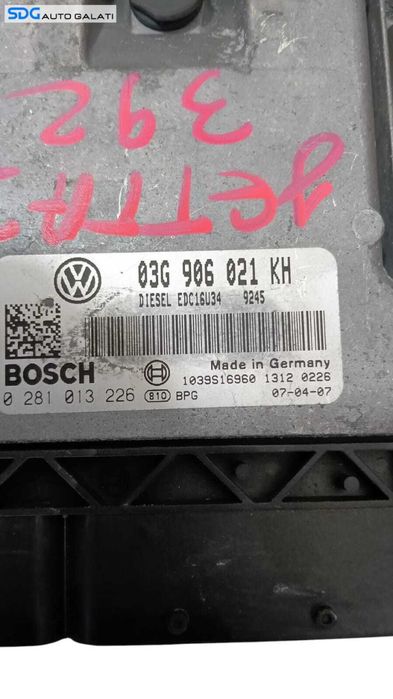 SDG AUTO GALATI
JETTA
392
VW
03G 906 021 KH
DIESEL EDC16U34 9245
BOSCH
Made in Germany
1039S16960 1312 0226
0 281 013 226 810 BPG 07-04-07